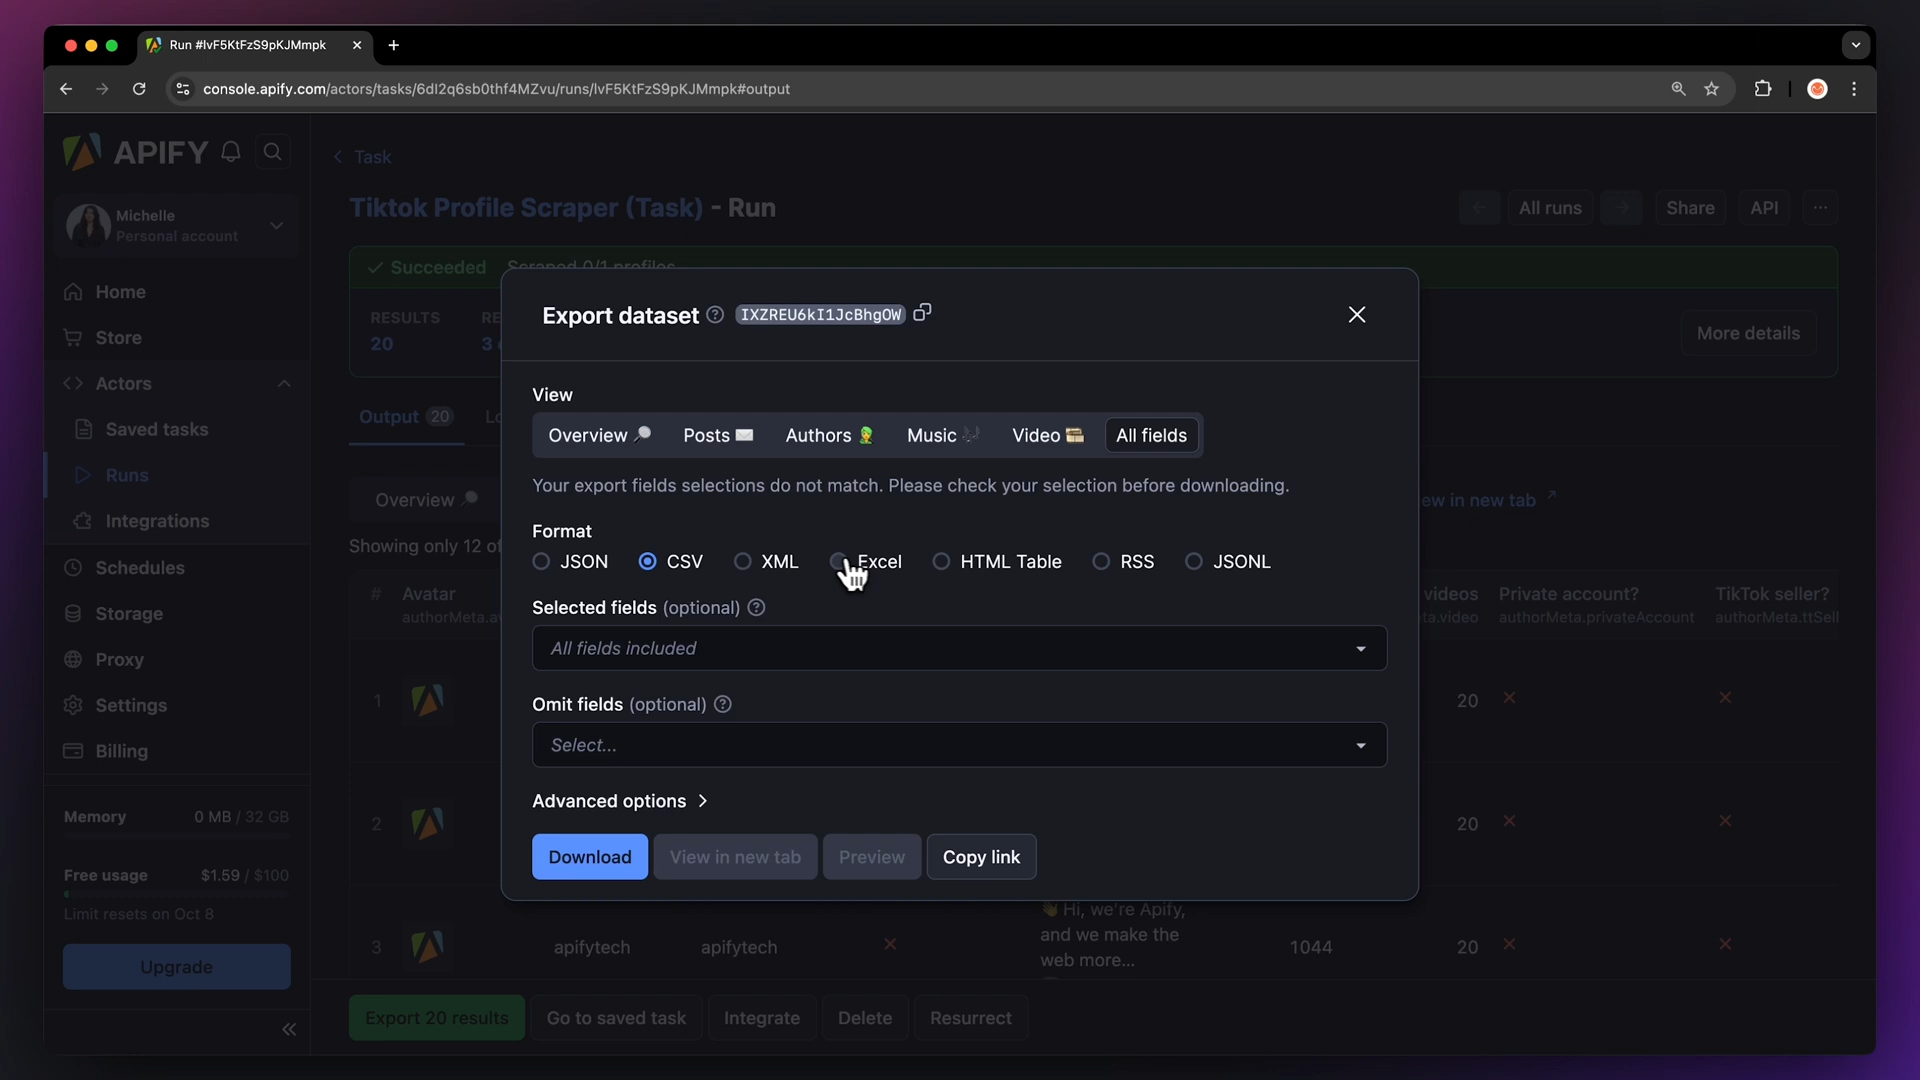 Run #IvF5KtFzS9pKJMmpk
console.apify.com/actors/tasks/6dI2q6sb0thf4MZvu/runs/IvF5KtFzS9pKJMmpk#output
APIFY
Michelle
Personal account
Home
Store
Actors
Saved tasks
Runs
Integrations
Schedules
Storage
Proxy
Settings
Billing
Memory 0 MB / 32 GB
Free usage $1.59 / $100
Limit resets on Oct 8
Upgrade
Task
Tiktok Profile Scraper (Task) - Run
All runs
Share
API
Succeeded Scraped 0/1 profiles
RESULTS
20
More details
Output 20
Overview
Showing only 12 of
ew in new tab
# Avatar
authorMeta.av
videos Private account? TikTok seller?
ta.video authorMeta.privateAccount authorMeta.ttSell
1 20
2 20
3 apifytech apifytech
Hi, we're Apify,
and we make the
web more...
1044 20
Export dataset IXZREU6kI1JcBhgOW
View
Overview Posts Authors Music Video All fields
Your export fields selections do not match. Please check your selection before downloading.
Format
JSON CSV XML Excel HTML Table RSS JSONL
Selected fields (optional)
All fields included
Omit fields (optional)
Select...
Advanced options
Download View in new tab Preview Copy link
Export 20 results Go to saved task Integrate Delete Resurrect